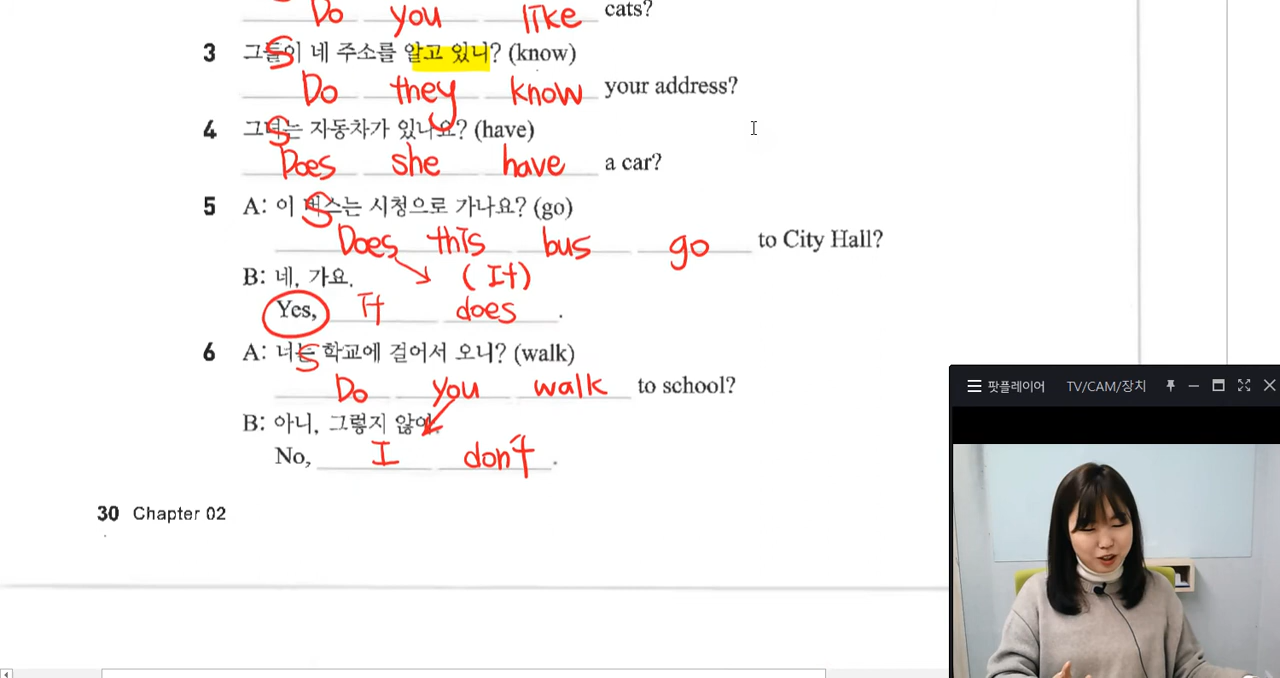 Do you like cats?
3 그들이 네 주소를 알고 있니? (know)
S
Do they know your address?
4 그녀는 자동차가 있나요? (have)
S
Does she have a car?
5 A: 이 버스는 시청으로 가나요? (go)
S
Does this bus go to City Hall?
B: 네, 가요. (It)
Yes, It does.
6 A: 너는 학교에 걸어서 오니? (walk)
S
Do you walk to school?
B: 아니, 그렇지 않아.
No, I don't.
30 Chapter 02
팟플레이어 TV/CAM/장치